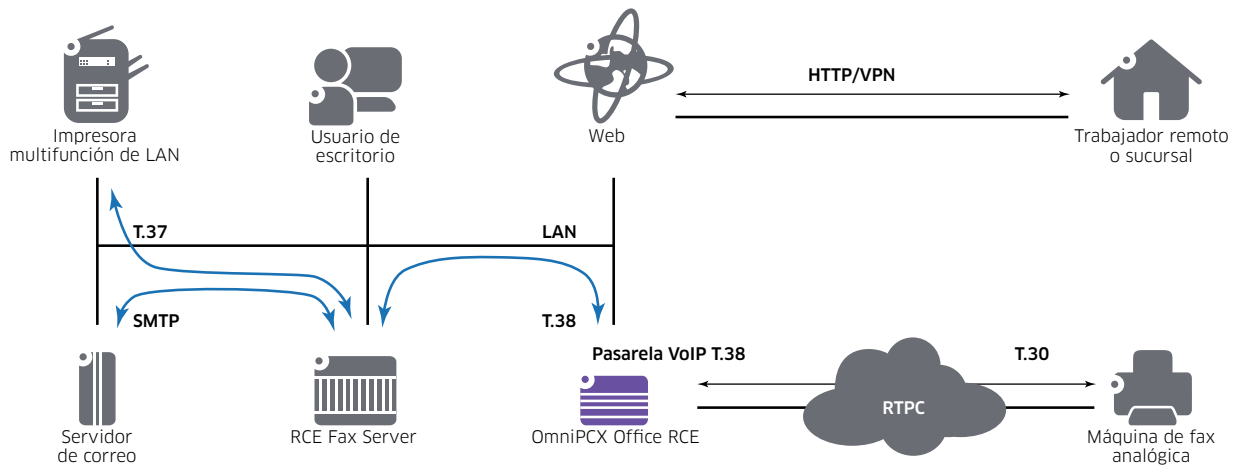 HTTP/VPN
Impresora
multifunción de LAN
Usuario de
escritorio
Web
Trabajador remoto
o sucursal
T.37
LAN
SMTP
T.38
Pasarela VoIP T.38
T.30
RTPC
Servidor
de correo
RCE Fax Server
OmniPCX Office RCE
Máquina de fax
analógica